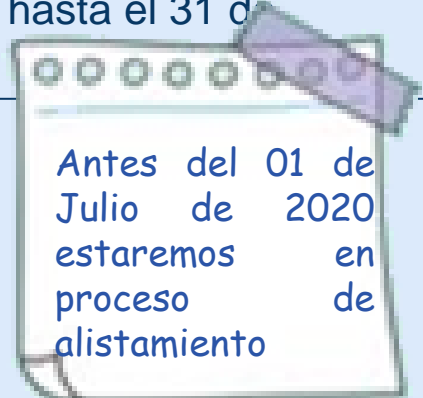 hasta el 31 d
Antes del 01 de
Julio de 2020
estaremos en
proceso de
alistamiento